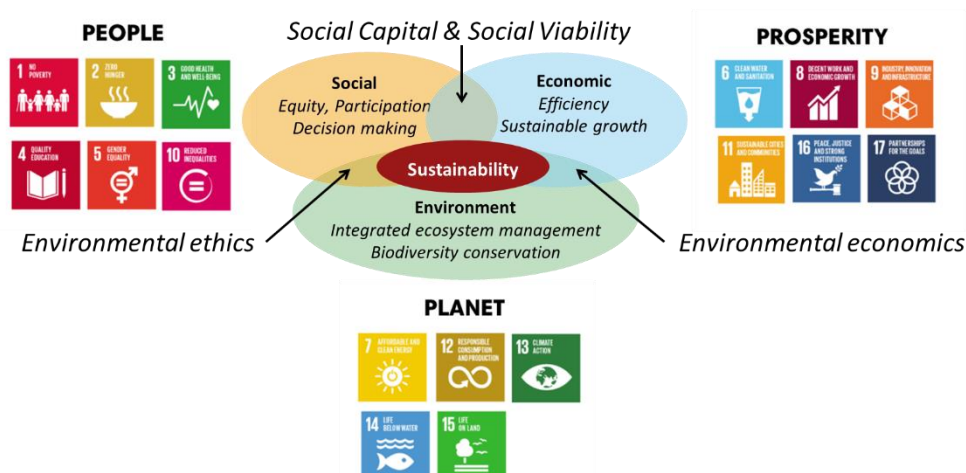 PEOPLE
1 NO
POVERTY
2 ZERO
HUNGER
3 GOOD HEALTH
AND WELL-BEING
4 QUALITY
EDUCATION
5 GENDER
EQUALITY
10 REDUCED
INEQUALITIES
Social Capital & Social Viability
Social
Equity, Participation
Decision making
Economic
Efficiency
Sustainable growth
Sustainability
Environment
Integrated ecosystem management
Biodiversity conservation
Environmental ethics
Environmental economics
PROSPERITY
6 CLEAN WATER
AND SANITATION
8 DECENT WORK AND
ECONOMIC GROWTH
9 INDUSTRY, INNOVATION
AND INFRASTRUCTURE
11 SUSTAINABLE CITIES
AND COMMUNITIES
16 PEACE, JUSTICE
AND STRONG
INSTITUTIONS
17 PARTNERSHIPS
FOR THE GOALS
PLANET
7 AFFORDABLE AND
CLEAN ENERGY
12 RESPONSIBLE
CONSUMPTION
AND PRODUCTION
13 CLIMATE
ACTION
14 LIFE
BELOW WATER
15 LIFE
ON LAND